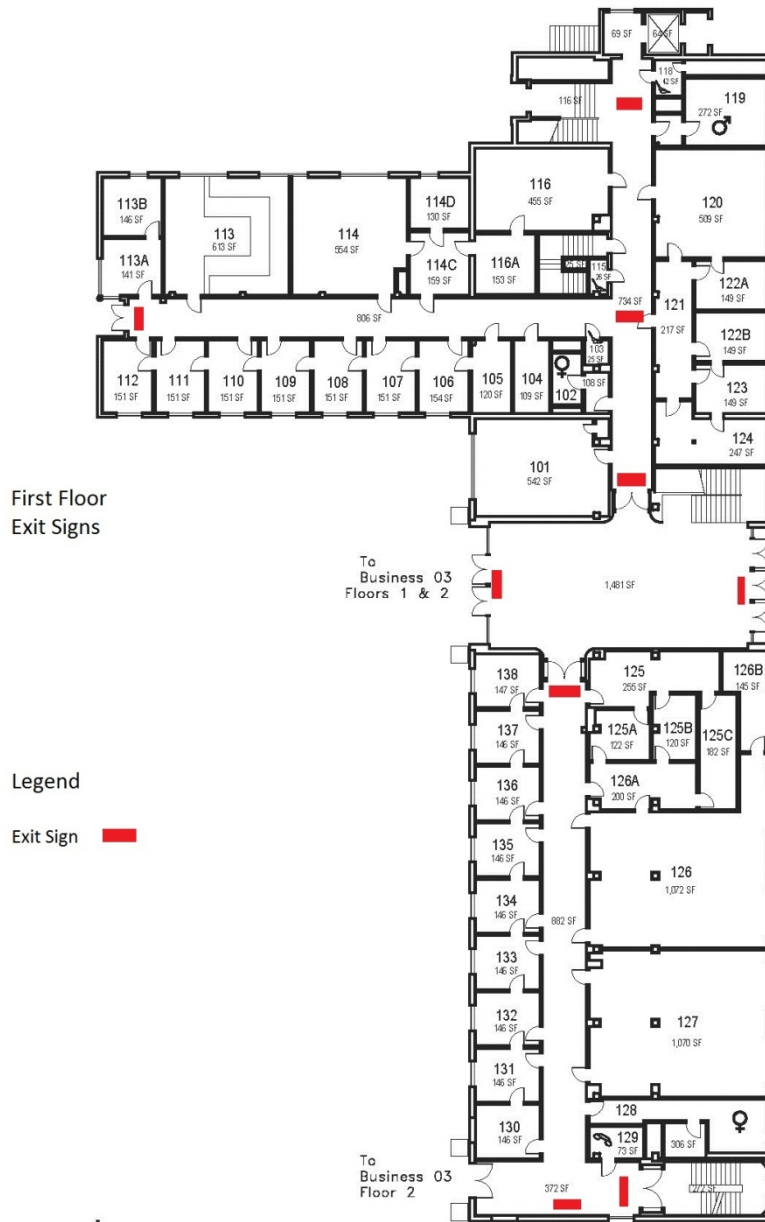 69 SF
64 SF
118
42 SF
119
272 SF
116 SF
116
455 SF
120
509 SF
113B
146 SF
113
613 SF
114
554 SF
114D
130 SF
113A
141 SF
114C
159 SF
116A
153 SF
115
26 SF
121
217 SF
122A
149 SF
734 SF
806 SF
122B
149 SF
103
25 SF
112
151 SF
111
151 SF
110
151 SF
109
151 SF
108
151 SF
107
151 SF
106
154 SF
105
120 SF
104
109 SF
102
108 SF
123
149 SF
124
247 SF
101
542 SF
First Floor
Exit Signs
To
Business 03
Floors 1 & 2
1,481 SF
138
147 SF
125
255 SF
126B
145 SF
137
146 SF
125A
122 SF
125B
120 SF
125C
182 SF
Legend
136
146 SF
126A
200 SF
Exit Sign
135
146 SF
126
1,072 SF
134
146 SF
882 SF
133
146 SF
132
146 SF
127
1,070 SF
131
146 SF
130
146 SF
128
129
73 SF
306 SF
To
Business 03
Floor 2
372 SF
272 SF